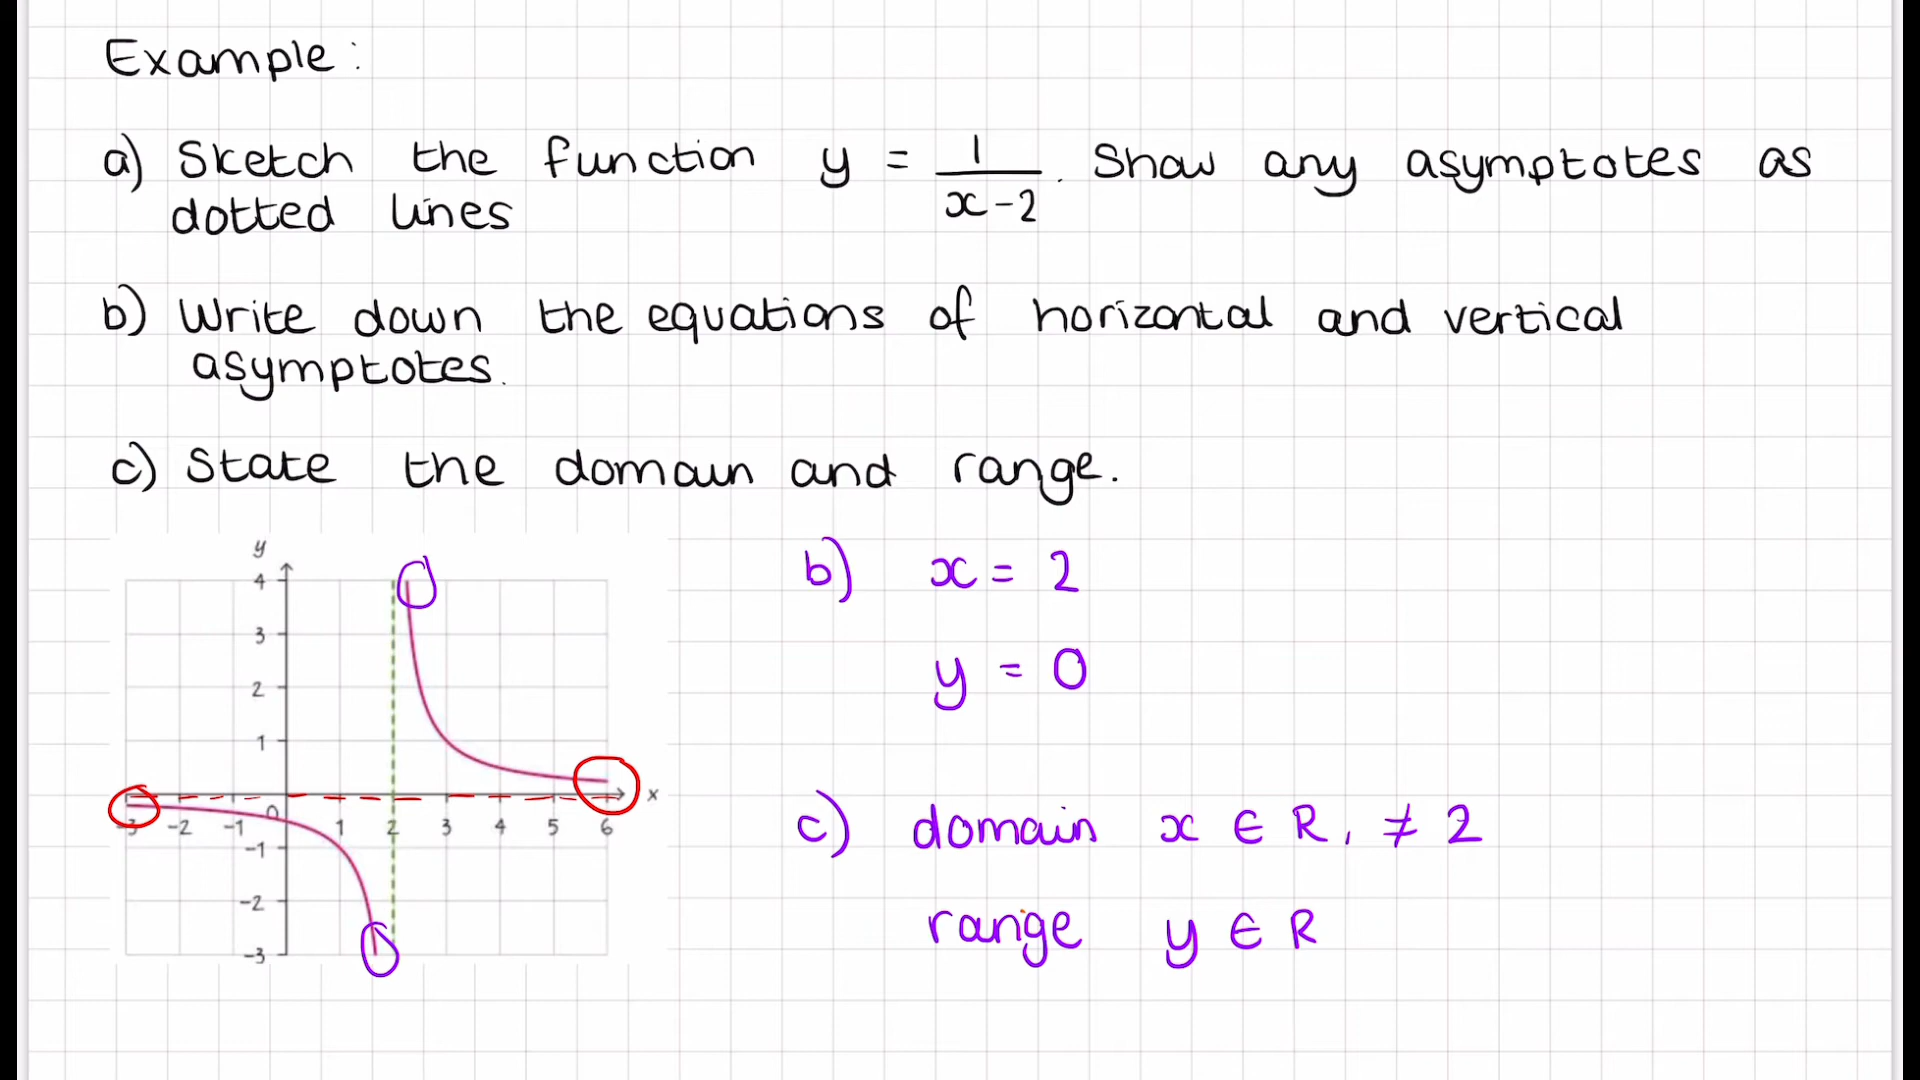 Example:
a) Sketch the function y = 1/(x-2). Show any asymptotes as
dotted lines
b) Write down the equations of horizontal and vertical
asymptotes.
c) State the domain and range.
y
4
3
2
1
0
-3 -2 -1 1 2 3 4 5 6 x
-1
-2
-3
b) x = 2
y = 0
c) domain x ∈ R, ≠ 2
range y ∈ R